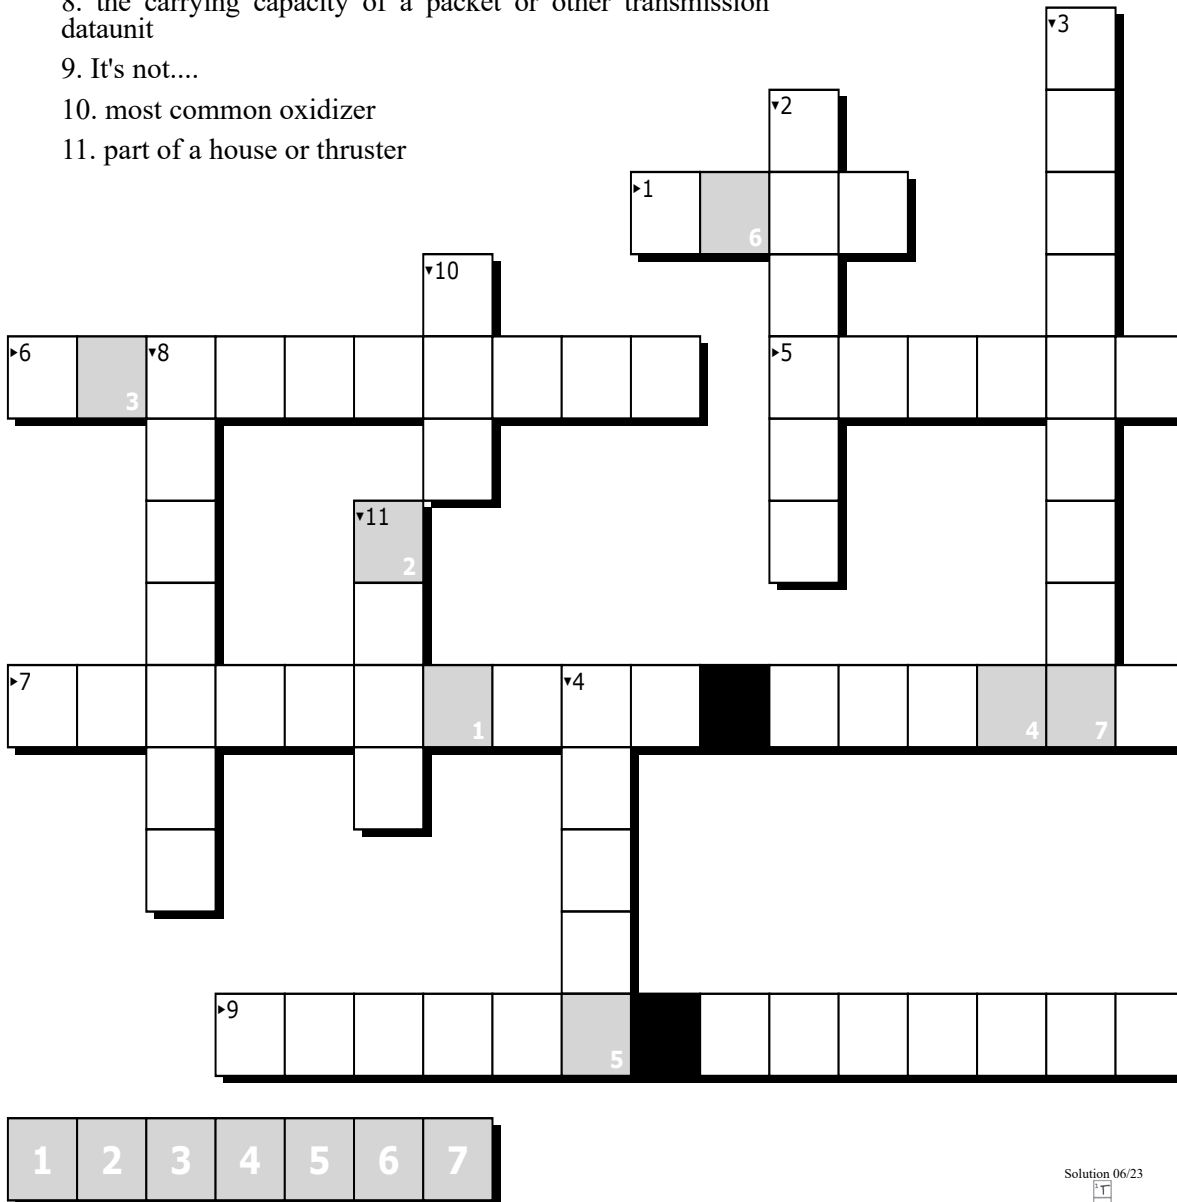 8. the carrying capacity of a packet or other transmission
dataunit
9. It's not....
10. most common oxidizer
11. part of a house or thruster
3
2
1
6
10
6
3
8
5
11
2
7
1
4
4
7
9
5
1 2 3 4 5 6 7
Solution 06/23
1 T